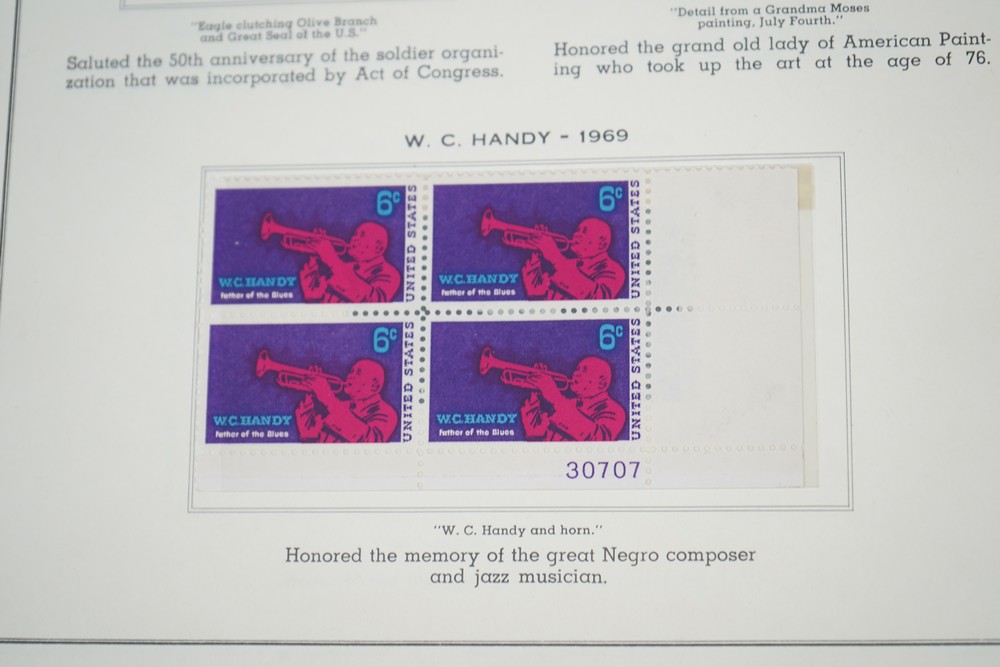 "Eagle clutching Olive Branch
and Great Seal of the U.S."
Saluted the 50th anniversary of the soldier organi-
zation that was incorporated by Act of Congress.
"Detail from a Grandma Moses
painting, July Fourth."
Honored the grand old lady of American Paint-
ing who took up the art at the age of 76.
W. C. HANDY - 1969
6c
W.C.HANDY
Father of the Blues
UNITED STATES
6c
W.C.HANDY
Father of the Blues
UNITED STATES
6c
W.C.HANDY
Father of the Blues
UNITED STATES
6c
W.C.HANDY
Father of the Blues
UNITED STATES
30707
"W. C. Handy and horn."
Honored the memory of the great Negro composer
and jazz musician.